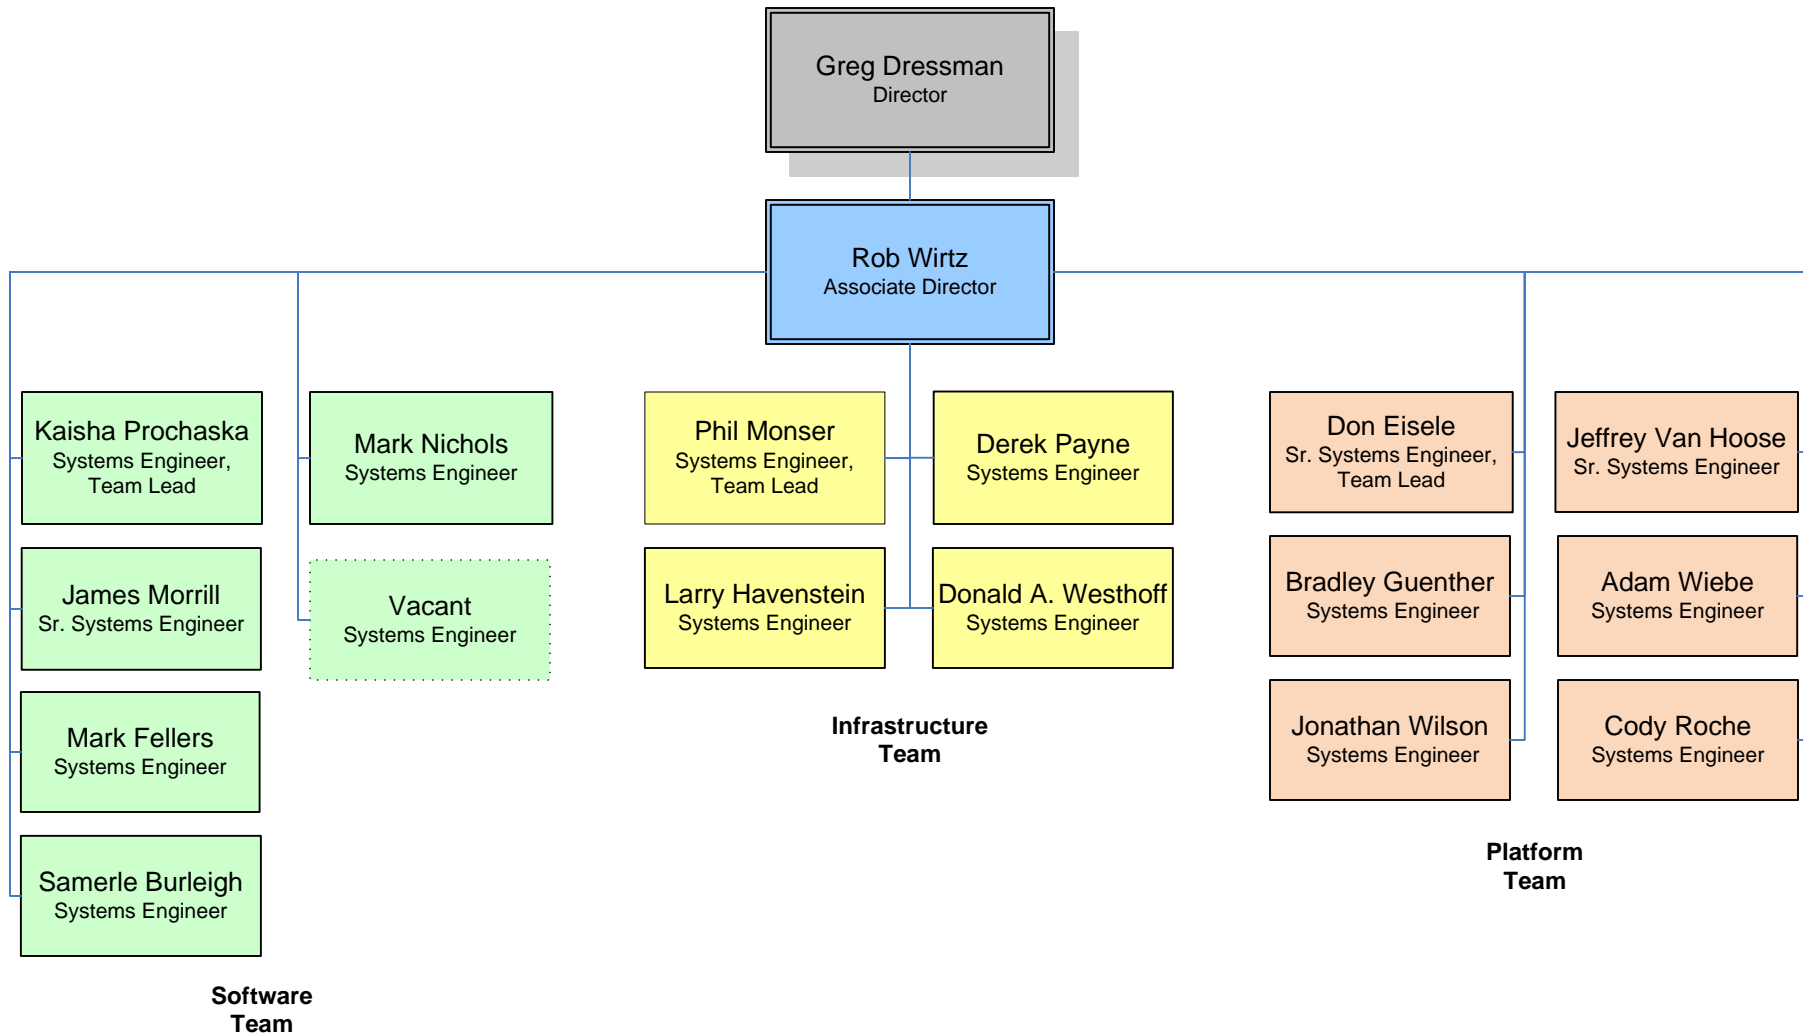 Greg Dressman
Director
Rob Wirtz
Associate Director
Kaisha Prochaska
Systems Engineer,
Team Lead
Mark Nichols
Systems Engineer
James Morrill
Sr. Systems Engineer
Vacant
Systems Engineer
Mark Fellers
Systems Engineer
Samerle Burleigh
Systems Engineer
Software
Team
Phil Monser
Systems Engineer,
Team Lead
Derek Payne
Systems Engineer
Larry Havenstein
Systems Engineer
Donald A. Westhoff
Systems Engineer
Infrastructure
Team
Don Eisele
Sr. Systems Engineer,
Team Lead
Jeffrey Van Hoose
Sr. Systems Engineer
Bradley Guenther
Systems Engineer
Adam Wiebe
Systems Engineer
Jonathan Wilson
Systems Engineer
Cody Roche
Systems Engineer
Platform
Team